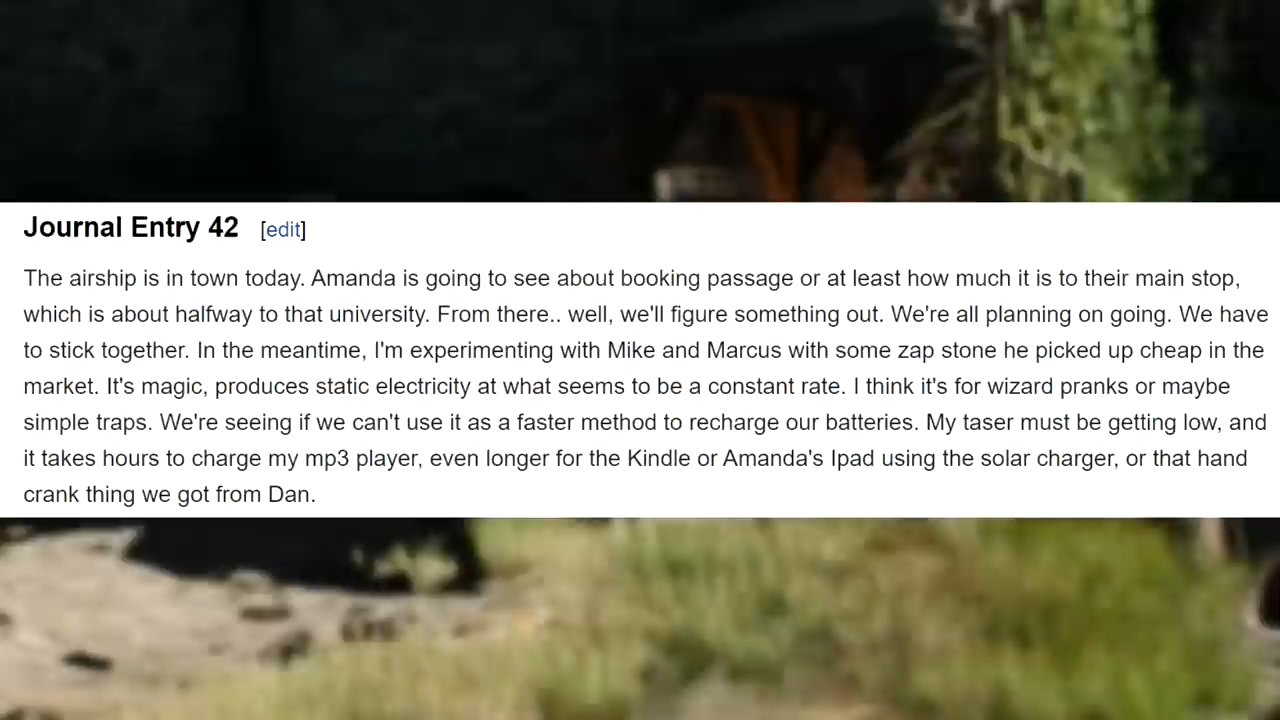 Journal Entry 42 [edit]
The airship is in town today. Amanda is going to see about booking passage or at least how much it is to their main stop,
which is about halfway to that university. From there.. well, we'll figure something out. We're all planning on going. We have
to stick together. In the meantime, I'm experimenting with Mike and Marcus with some zap stone he picked up cheap in the
market. It's magic, produces static electricity at what seems to be a constant rate. I think it's for wizard pranks or maybe
simple traps. We're seeing if we can't use it as a faster method to recharge our batteries. My taser must be getting low, and
it takes hours to charge my mp3 player, even longer for the Kindle or Amanda's Ipad using the solar charger, or that hand
crank thing we got from Dan.